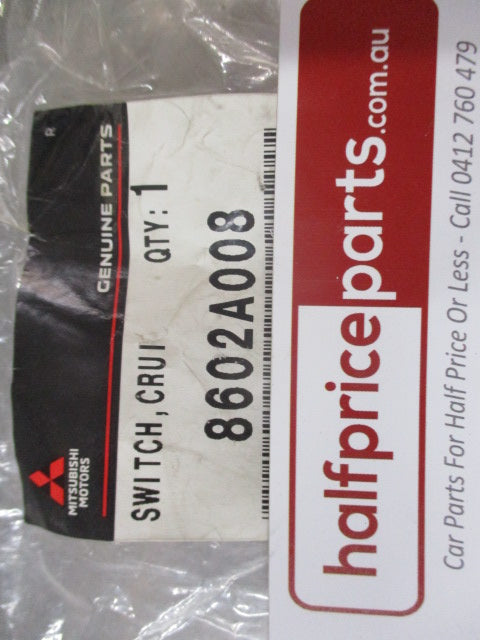 R
GENUINE PARTS
MITSUBISHI
MOTORS
SWITCH,CRUI QTY:1
8602A008
halfpriceparts.com.au
Car Parts For Half Price Or Less - Call 0412 760 479